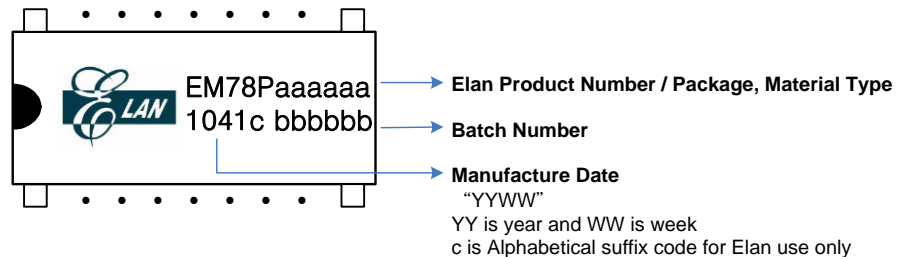 ELAN
EM78Paaaaaa
1041c bbbbbb
Elan Product Number / Package, Material Type
Batch Number
Manufacture Date
“YYWW”
YY is year and WW is week
c is Alphabetical suffix code for Elan use only